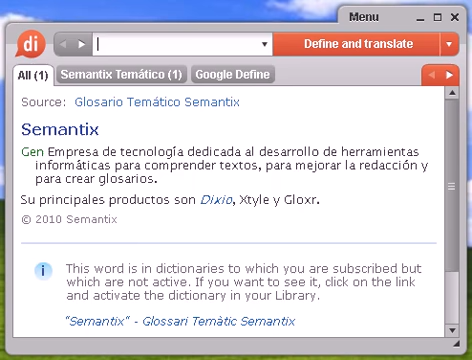 Menu
di
Define and translate
All (1) Semantix Temático (1) Google Define
Source: Glosario Temático Semantix
Semantix
Gen Empresa de tecnología dedicada al desarrollo de herramientas
informáticas para comprender textos, para mejorar la redacción y
para crear glosarios.
Su principales productos son Dixio, Xtyle y Gloxr.
© 2010 Semantix
i
This word is in dictionaries to which you are subscribed but
which are not active. If you want to see it, click on the link
and activate the dictionary in your Library.
"Semantix" - Glossari Temàtic Semantix